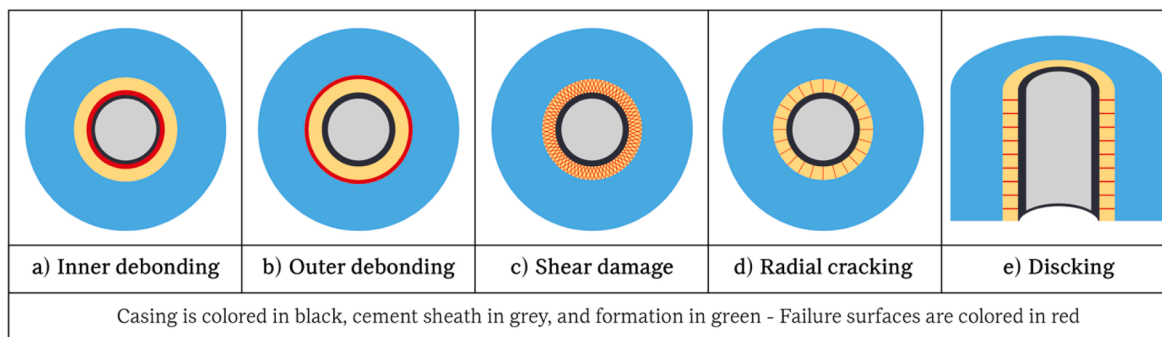 a) Inner debonding
b) Outer debonding
c) Shear damage
d) Radial cracking
e) Discking
Casing is colored in black, cement sheath in grey, and formation in green - Failure surfaces are colored in red